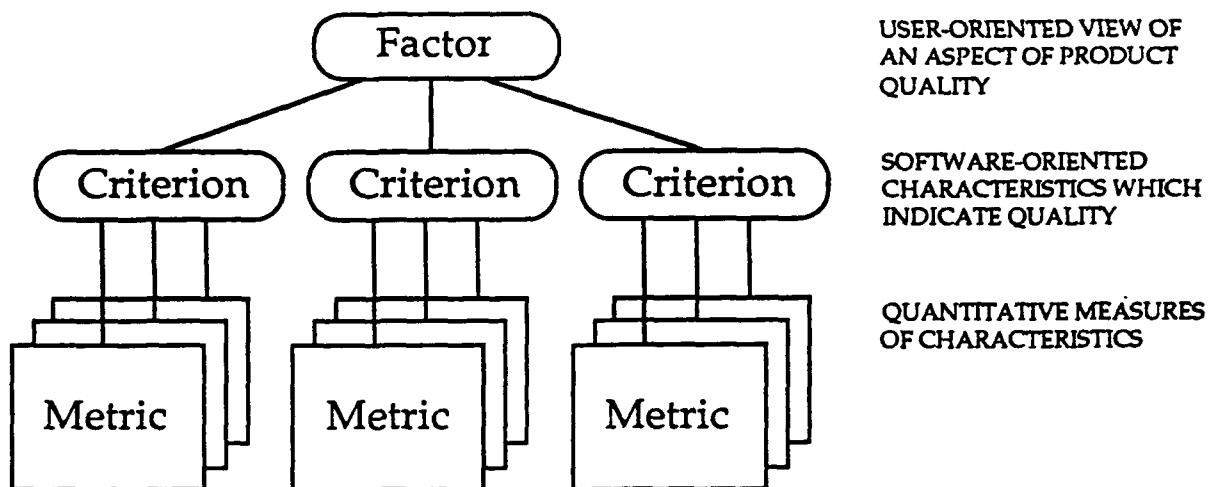 Factor
USER-ORIENTED VIEW OF
AN ASPECT OF PRODUCT
QUALITY
Criterion
Criterion
Criterion
SOFTWARE-ORIENTED
CHARACTERISTICS WHICH
INDICATE QUALITY
QUANTITATIVE MEASURES
OF CHARACTERISTICS
Metric
Metric
Metric